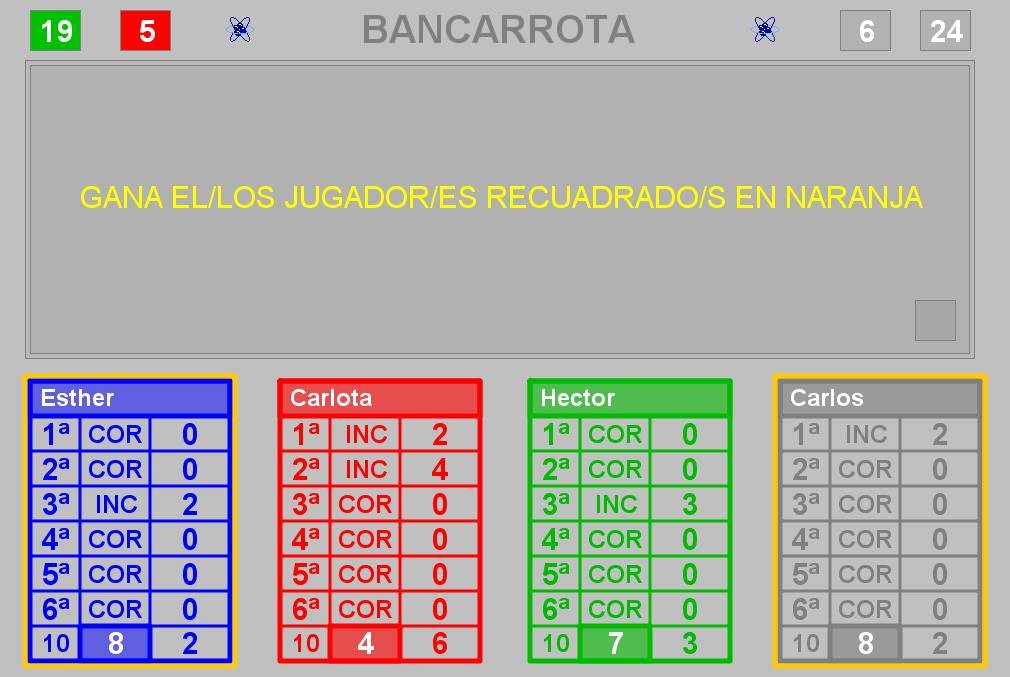 19 5 BANCARROTA 6 24
GANA EL/LOS JUGADOR/ES RECUADRADO/S EN NARANJA
Esther
1ª COR 0
2ª COR 0
3ª INC 2
4ª COR 0
5ª COR 0
6ª COR 0
10 8 2
Carlota
1ª INC 2
2ª INC 4
3ª COR 0
4ª COR 0
5ª COR 0
6ª COR 0
10 4 6
Hector
1ª COR 0
2ª COR 0
3ª INC 3
4ª COR 0
5ª COR 0
6ª COR 0
10 7 3
Carlos
1ª INC 2
2ª COR 0
3ª COR 0
4ª COR 0
5ª COR 0
6ª COR 0
10 8 2